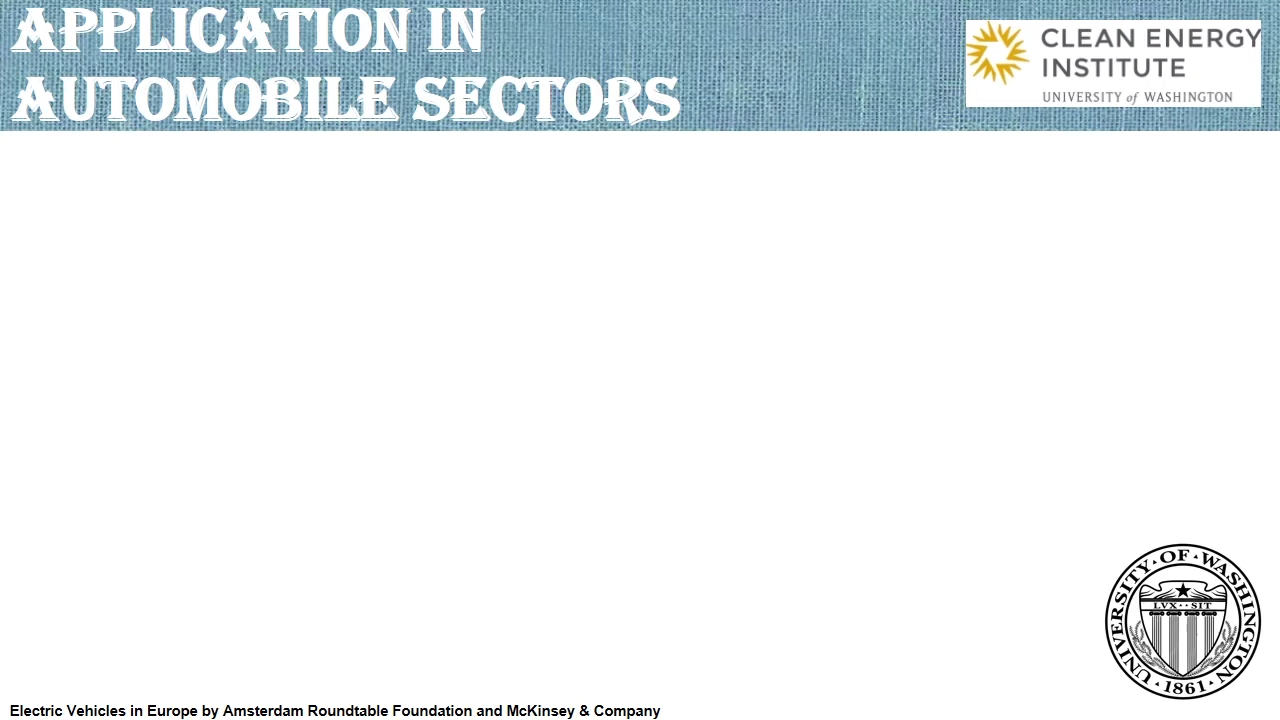 APPLICATION IN
AUTOMOBILE SECTORS
CLEAN ENERGY
INSTITUTE
UNIVERSITY of WASHINGTON
UNIVERSITY · OF · WASHINGTON
LVX · · SIT
· 1861 ·
Electric Vehicles in Europe by Amsterdam Roundtable Foundation and McKinsey & Company